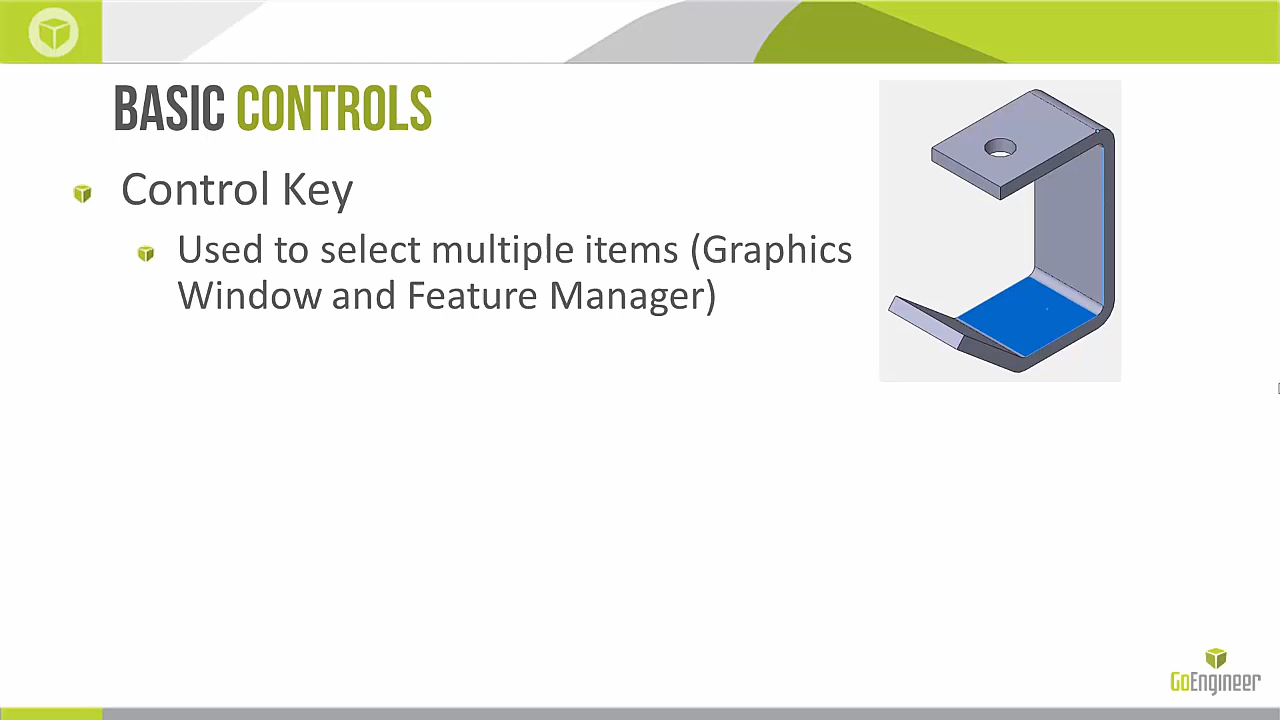 BASIC CONTROLS
Control Key
Used to select multiple items (Graphics
Window and Feature Manager)
GoEngineer